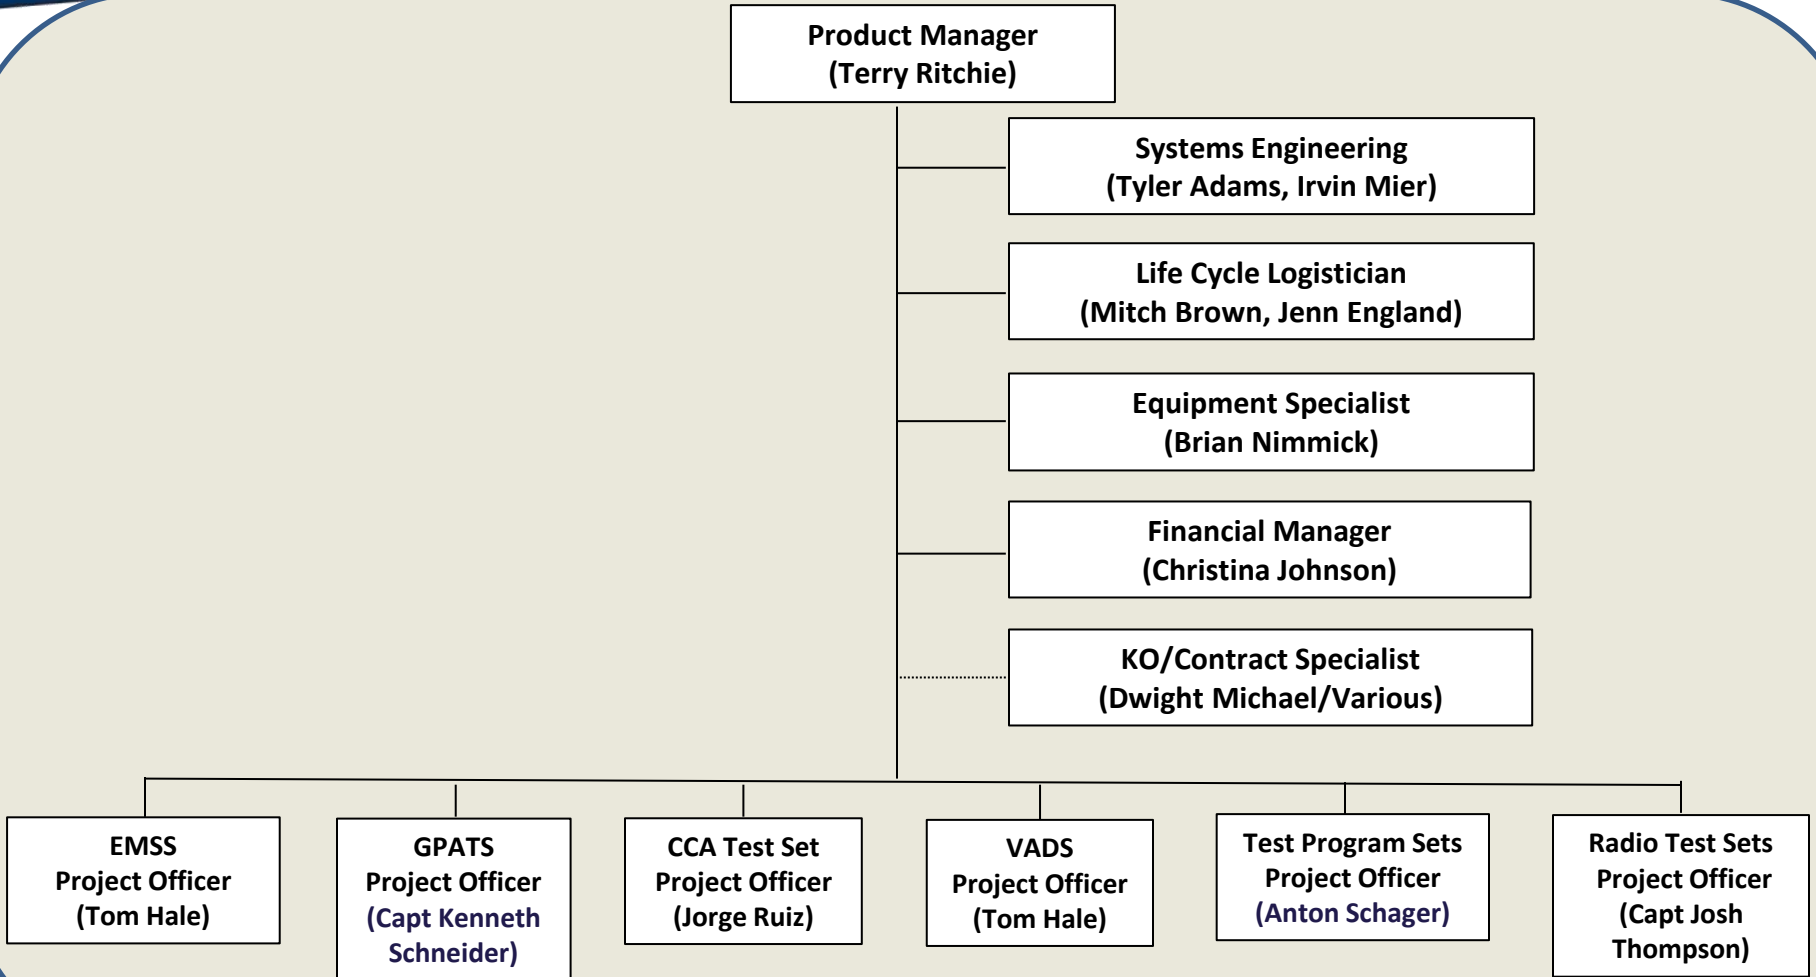 Product Manager
(Terry Ritchie)
Systems Engineering
(Tyler Adams, Irvin Mier)
Life Cycle Logistician
(Mitch Brown, Jenn England)
Equipment Specialist
(Brian Nimmick)
Financial Manager
(Christina Johnson)
KO/Contract Specialist
(Dwight Michael/Various)
EMSS
Project Officer
(Tom Hale)
GPATS
Project Officer
(Capt Kenneth
Schneider)
CCA Test Set
Project Officer
(Jorge Ruiz)
VADS
Project Officer
(Tom Hale)
Test Program Sets
Project Officer
(Anton Schager)
Radio Test Sets
Project Officer
(Capt Josh
Thompson)